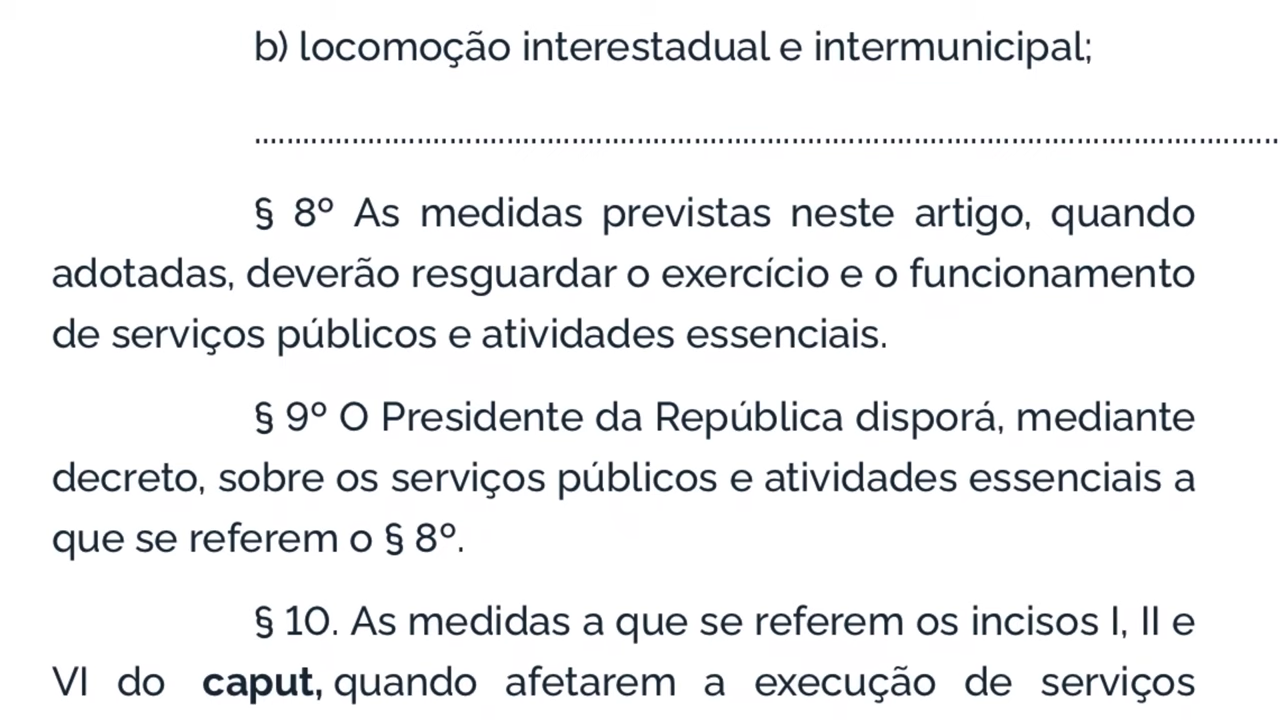 b) locomoção interestadual e intermunicipal;
................................................................................................................................
§ 8º As medidas previstas neste artigo, quando
adotadas, deverão resguardar o exercício e o funcionamento
de serviços públicos e atividades essenciais.
§ 9º O Presidente da República disporá, mediante
decreto, sobre os serviços públicos e atividades essenciais a
que se referem o § 8º.
§ 10. As medidas a que se referem os incisos I, II e
VI do caput, quando afetarem a execução de serviços